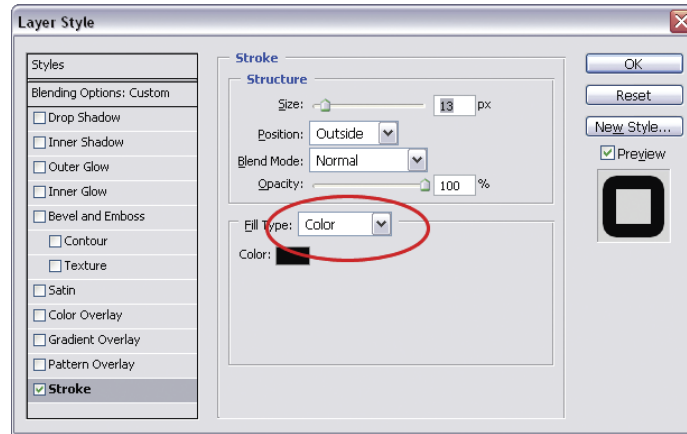 Layer Style
Styles
Blending Options: Custom
Drop Shadow
Inner Shadow
Outer Glow
Inner Glow
Bevel and Emboss
Contour
Texture
Satin
Color Overlay
Gradient Overlay
Pattern Overlay
Stroke
Stroke
Structure
Size: 13 px
Position: Outside
Blend Mode: Normal
Opacity: 100 %
Fill Type: Color
Color:
OK
Reset
New Style...
Preview